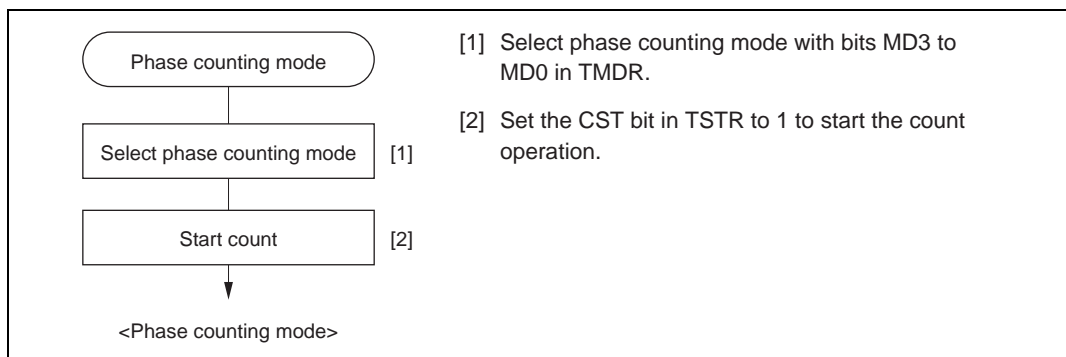 Phase counting mode
Select phase counting mode [1]
Start count [2]
<Phase counting mode>
[1] Select phase counting mode with bits MD3 to
MD0 in TMDR.
[2] Set the CST bit in TSTR to 1 to start the count
operation.